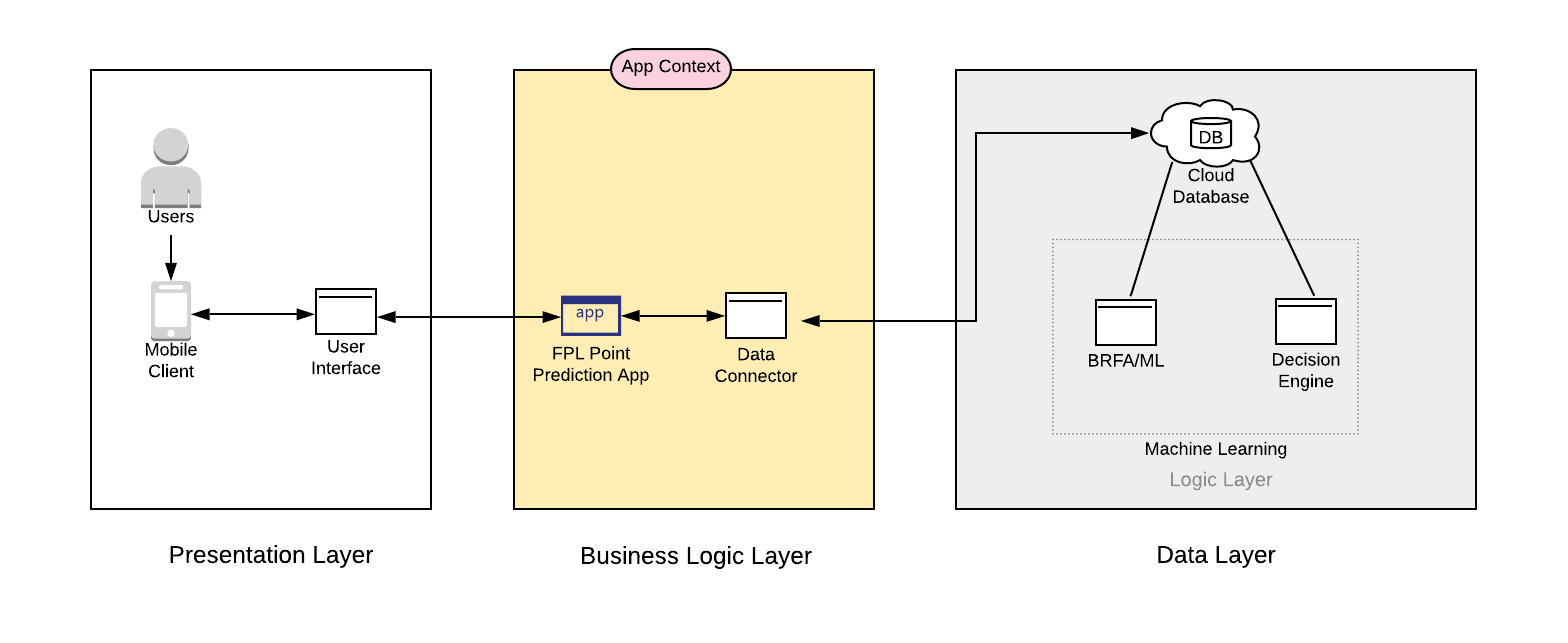 App Context
Users
Mobile
Client
User
Interface
app
FPL Point
Prediction App
Data
Connector
DB
Cloud
Database
BRFA/ML
Decision
Engine
Machine Learning
Logic Layer
Presentation Layer
Business Logic Layer
Data Layer